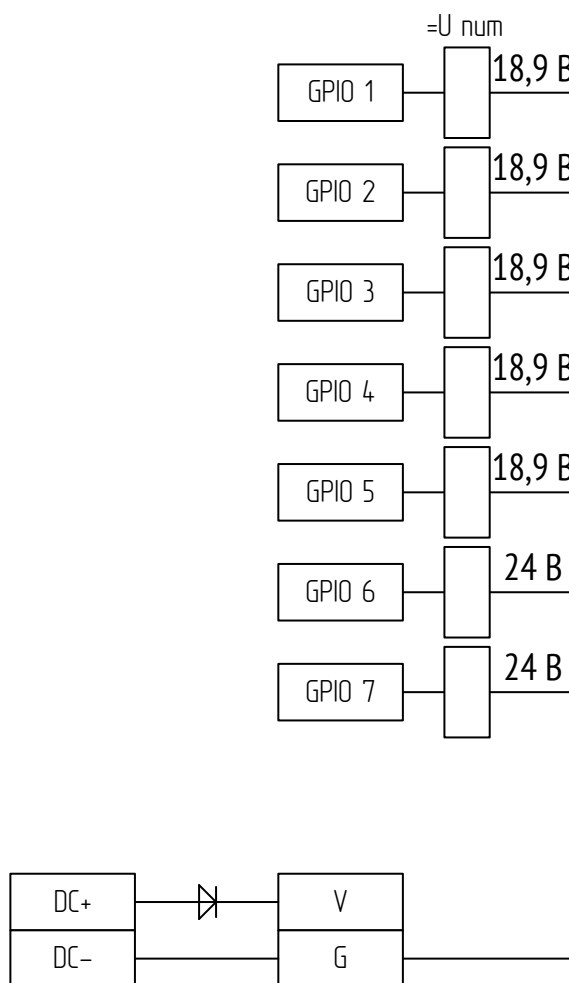 =U num
GPIO 1
18,9 В
GPIO 2
18,9 В
GPIO 3
18,9 В
GPIO 4
18,9 В
GPIO 5
18,9 В
GPIO 6
24 В
GPIO 7
24 В
DC+
V
DC-
G